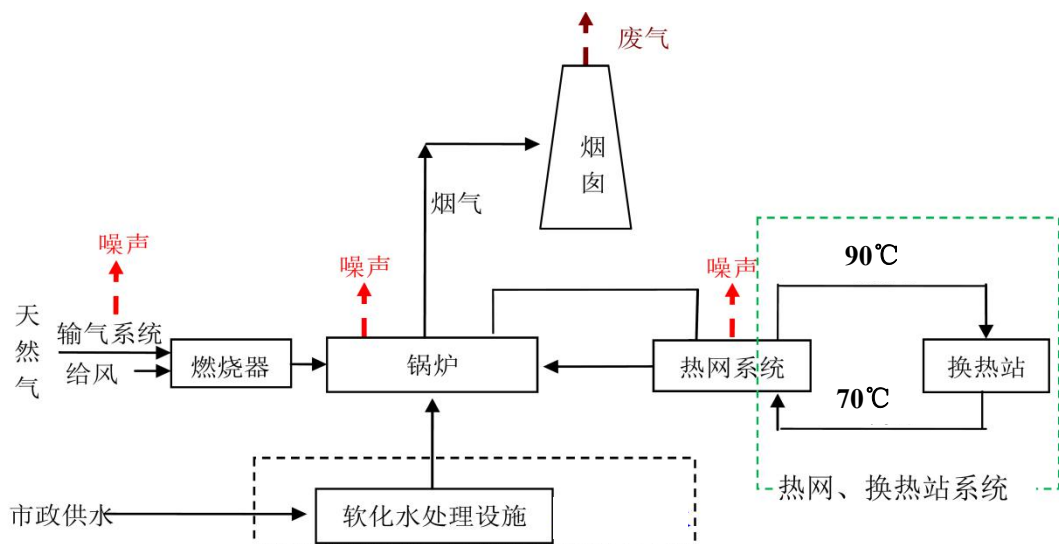 废气
烟
囱
烟气
噪声
噪声
噪声
90℃
天
然
气
输气系统
给风
燃烧器
锅炉
热网系统
换热站
70℃
热网、换热站系统
市政供水
软化水处理设施